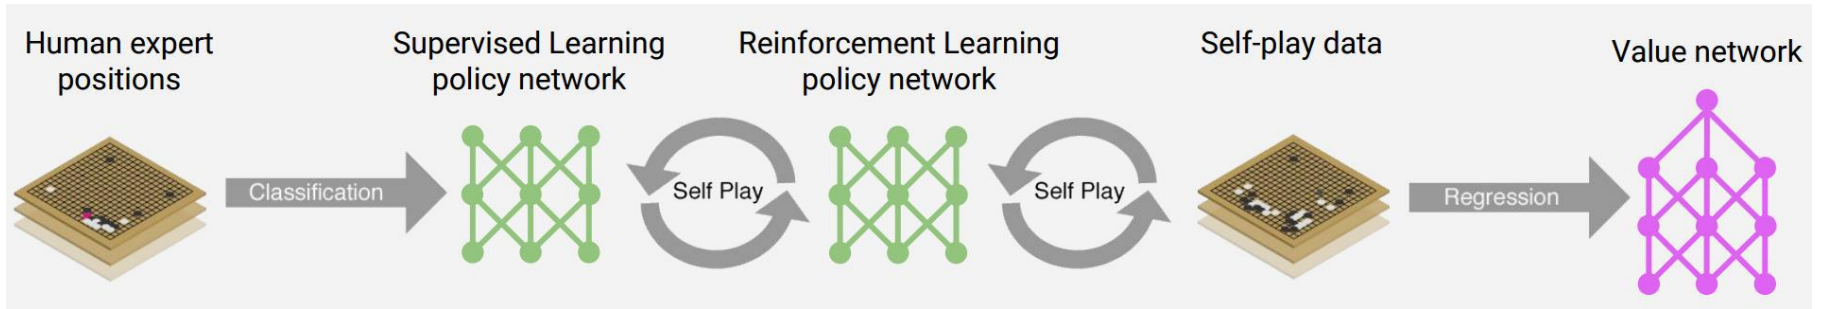 Human expert
positions
Supervised Learning
policy network
Reinforcement Learning
policy network
Self-play data
Value network
Classification
Self Play
Self Play
Regression